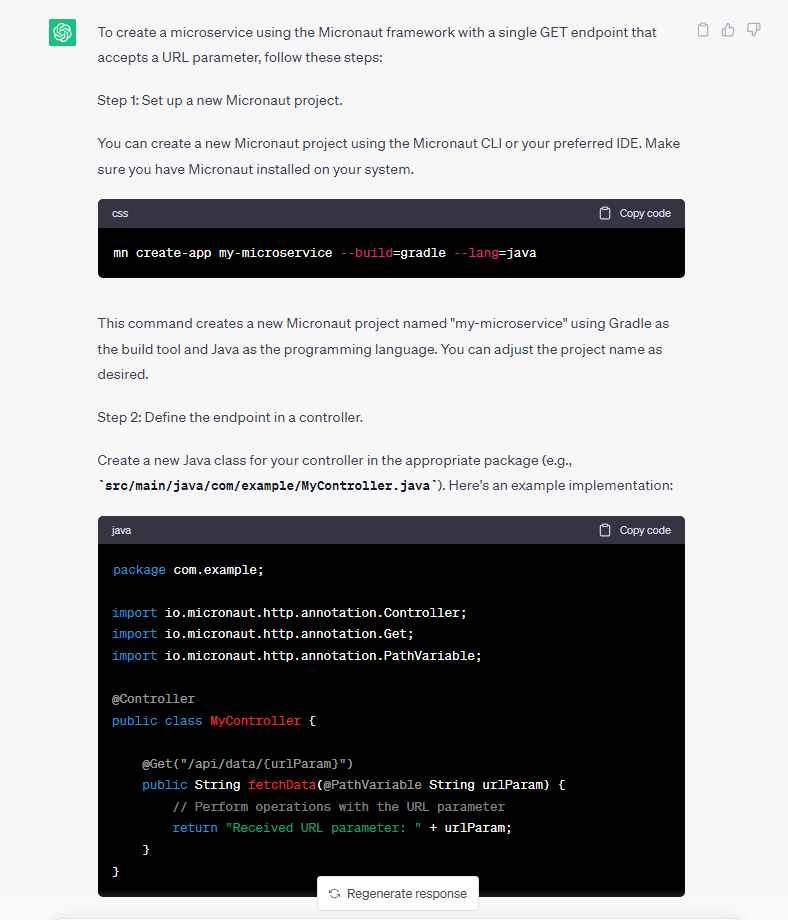 To create a microservice using the Micronaut framework with a single GET endpoint that
accepts a URL parameter, follow these steps:
Step 1: Set up a new Micronaut project.
You can create a new Micronaut project using the Micronaut CLI or your preferred IDE. Make
sure you have Micronaut installed on your system.
css Copy code
mn create-app my-microservice --build=gradle --lang=java
This command creates a new Micronaut project named "my-microservice" using Gradle as
the build tool and Java as the programming language. You can adjust the project name as
desired.
Step 2: Define the endpoint in a controller.
Create a new Java class for your controller in the appropriate package (e.g.,
`src/main/java/com/example/MyController.java`). Here's an example implementation:
java Copy code
package com.example;
import io.micronaut.http.annotation.Controller;
import io.micronaut.http.annotation.Get;
import io.micronaut.http.annotation.PathVariable;
@Controller
public class MyController {
@Get("/api/data/{urlParam}")
public String fetchData(@PathVariable String urlParam) {
// Perform operations with the URL parameter
return "Received URL parameter: " + urlParam;
}
}
Regenerate response